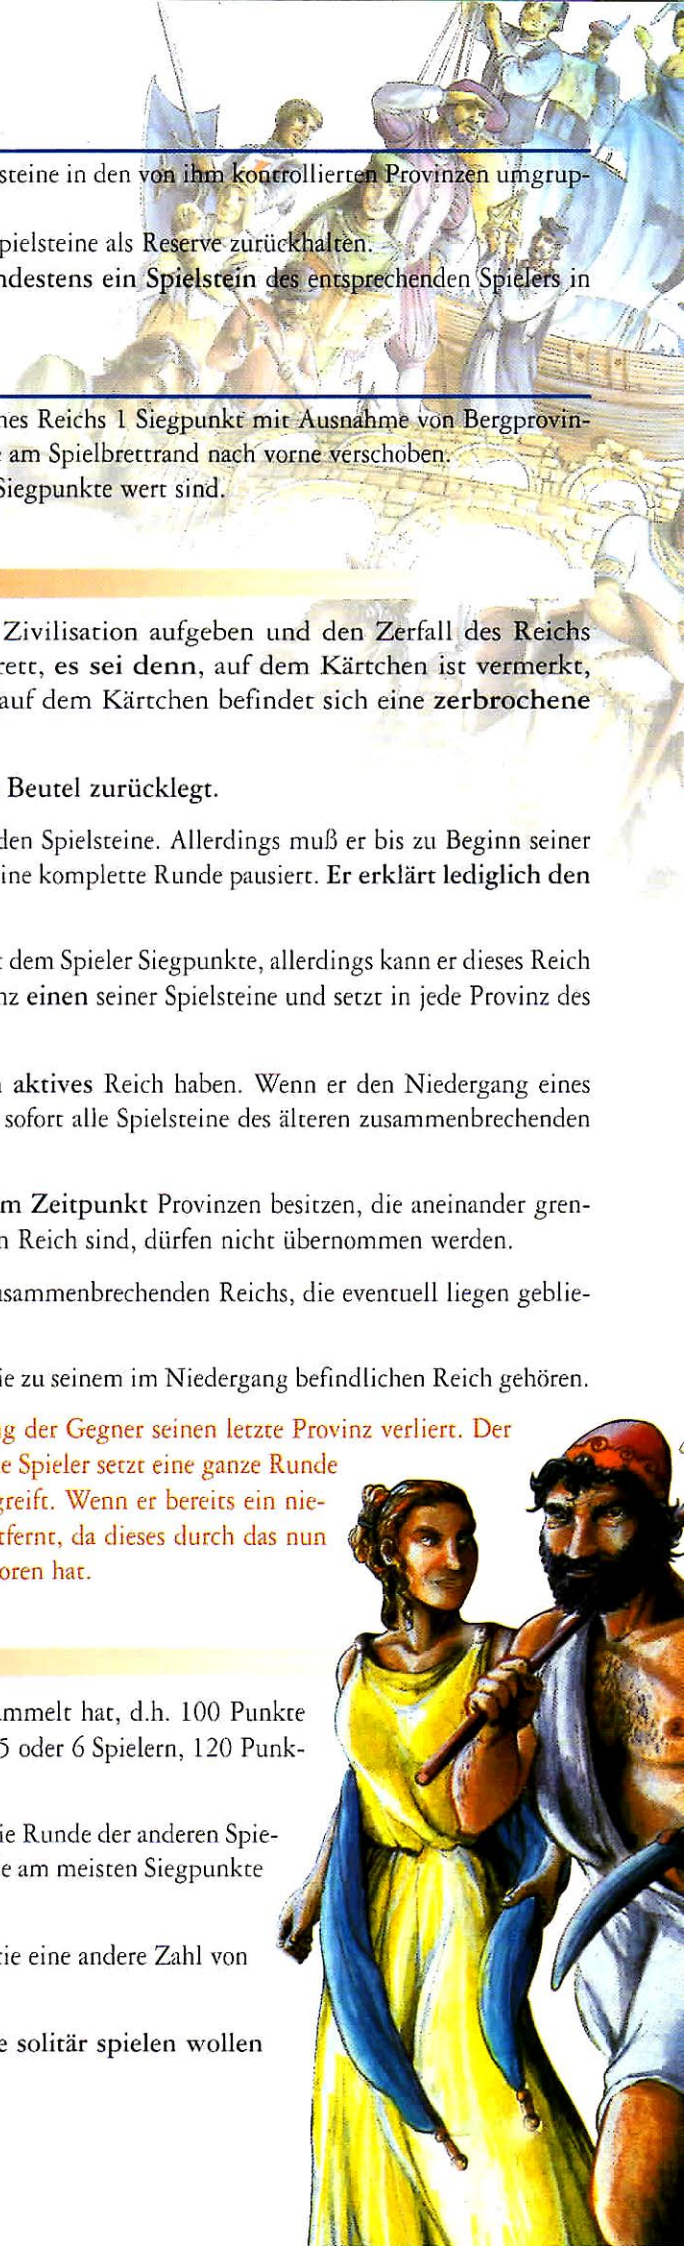 steine in den von ihm kontrollierten Provinzen umgrup-
pielsteine als Reserve zurückhalten.
ndestens ein Spielstein des entsprechenden Spielers in
nes Reichs 1 Siegpunkt mit Ausnahme von Bergprovin-
am Spielbrettrand nach vorne verschoben.
Siegpunkte wert sind.
Zivilisation aufgeben und den Zerfall des Reichs
rett, es sei denn, auf dem Kärtchen ist vermerkt,
auf dem Kärtchen befindet sich eine zerbrochene
Beutel zurücklegt.
den Spielsteine. Allerdings muß er bis zu Beginn seiner
ine komplette Runde pausiert. Er erklärt lediglich den
t dem Spieler Siegpunkte, allerdings kann er dieses Reich
nz einen seiner Spielsteine und setzt in jede Provinz des
n aktives Reich haben. Wenn er den Niedergang eines
sofort alle Spielsteine des älteren zusammenbrechenden
m Zeitpunkt Provinzen besitzen, die aneinander gren-
n Reich sind, dürfen nicht übernommen werden.
usammenbrechenden Reichs, die eventuell liegen geblie-
ie zu seinem im Niedergang befindlichen Reich gehören.
g der Gegner seinen letzte Provinz verliert. Der
e Spieler setzt eine ganze Runde
greift. Wenn er bereits ein nie-
tfernt, da dieses durch das nun
oren hat.
mmelt hat, d.h. 100 Punkte
5 oder 6 Spielern, 120 Punk-
ie Runde der anderen Spie-
e am meisten Siegpunkte
tie eine andere Zahl von
e solitär spielen wollen